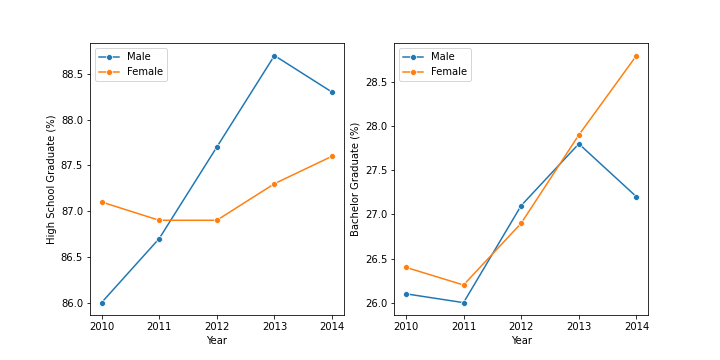 Male
Female
High School Graduate (%)
88.5
88.0
87.5
87.0
86.5
86.0
2010 2011 2012 2013 2014
Year
Male
Female
Bachelor Graduate (%)
28.5
28.0
27.5
27.0
26.5
26.0
2010 2011 2012 2013 2014
Year